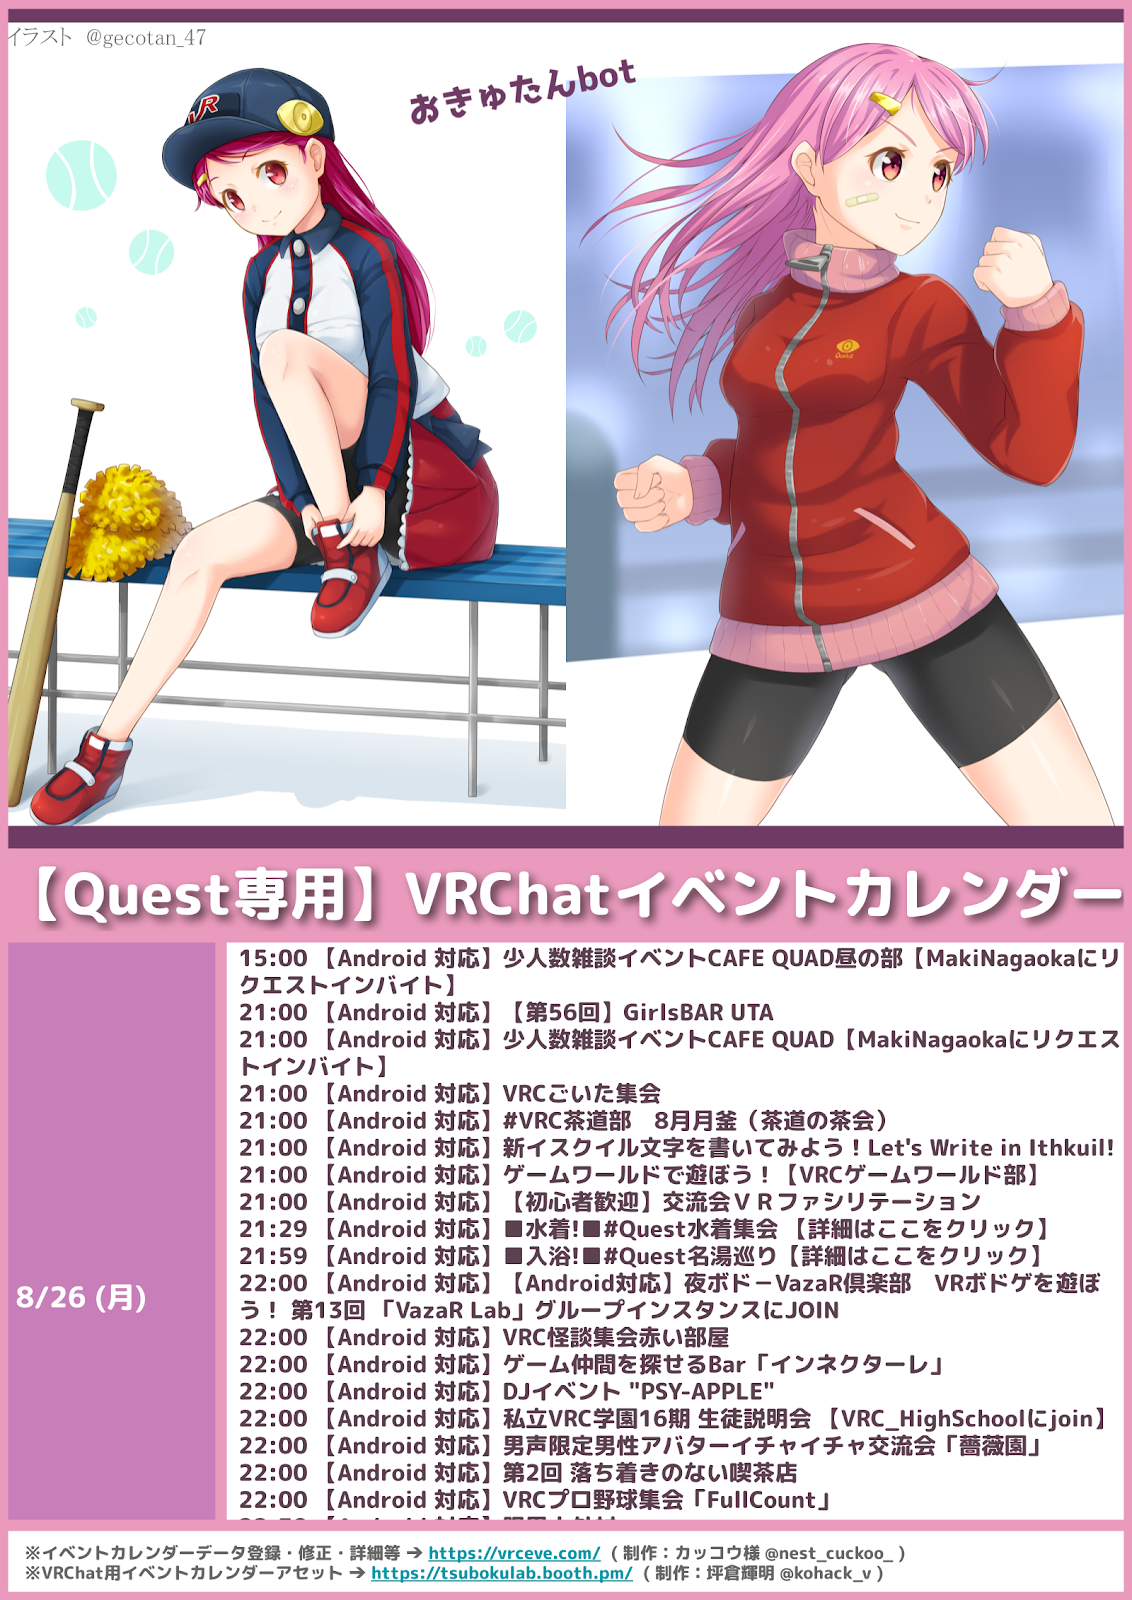 イラスト @gecotan_47
おきゅたんbot
VR
Quest
【Quest専用】VRChatイベントカレンダー
8/26 (月)
15:00 【Android 対応】少人数雑談イベントCAFE QUAD昼の部【MakiNagaokaにリ
クエストインバイト】
21:00 【Android 対応】【第56回】GirlsBAR UTA
21:00 【Android 対応】少人数雑談イベントCAFE QUAD【MakiNagaokaにリクエス
トインバイト】
21:00 【Android 対応】VRCごいた集会
21:00 【Android 対応】#VRC茶道部　8月月釜（茶道の茶会）
21:00 【Android 対応】新イスクイル文字を書いてみよう！Let's Write in Ithkuil!
21:00 【Android 対応】ゲームワールドで遊ぼう！【VRCゲームワールド部】
21:00 【Android 対応】【初心者歓迎】交流会ＶＲファシリテーション
21:29 【Android 対応】■水着!■#Quest水着集会 【詳細はここをクリック】
21:59 【Android 対応】■入浴!■#Quest名湯巡り【詳細はここをクリック】
22:00 【Android 対応】【Android対応】夜ボド－VazaR倶楽部　VRボドゲを遊ぼ
う！ 第13回 「VazaR Lab」グループインスタンスにJOIN
22:00 【Android 対応】VRC怪談集会赤い部屋
22:00 【Android 対応】ゲーム仲間を探せるBar「インネクターレ」
22:00 【Android 対応】DJイベント "PSY-APPLE"
22:00 【Android 対応】私立VRC学園16期 生徒説明会 【VRC_HighSchoolにjoin】
22:00 【Android 対応】男声限定男性アバターイチャイチャ交流会「薔薇園」
22:00 【Android 対応】第2回 落ち着きのない喫茶店
22:00 【Android 対応】VRCプロ野球集会「FullCount」
※イベントカレンダーデータ登録・修正・詳細等 → https://vrceve.com/ ( 制作：カッコウ様 @nest_cuckoo_ )
※VRChat用イベントカレンダーアセット → https://tsubokulab.booth.pm/ ( 制作：坪倉輝明 @kohack_v )